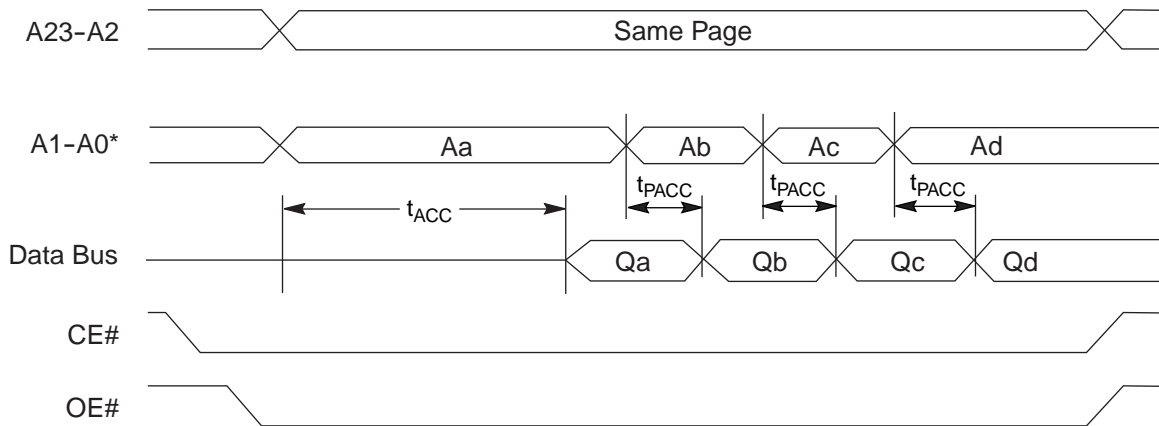 A23-A2 Same Page
A1-A0* Aa Ab Ac Ad
tPACC tPACC tPACC
tACC
Data Bus Qa Qb Qc Qd
CE#
OE#